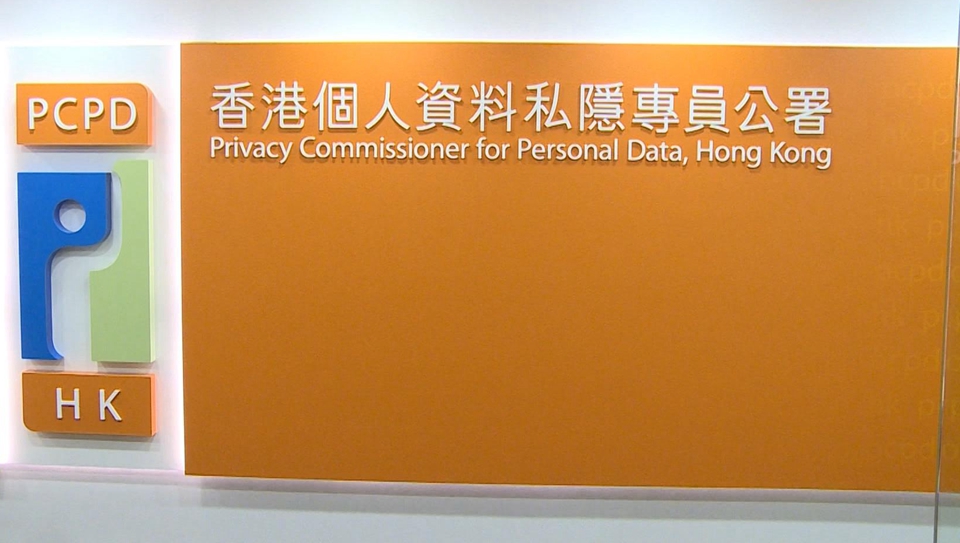 PCPD
HK
香港個人資料私隱專員公署
Privacy Commissioner for Personal Data, Hong Kong